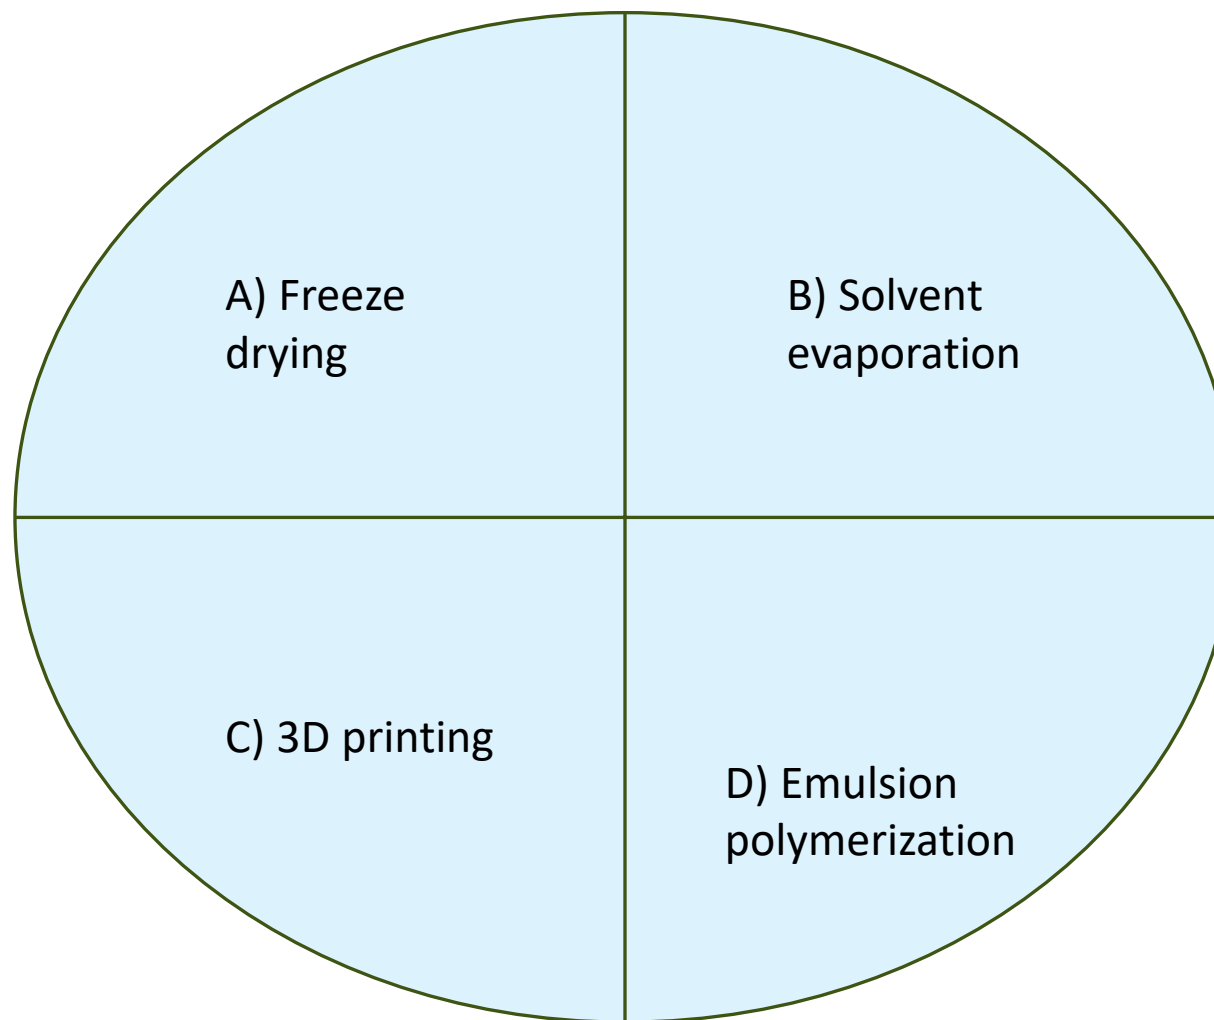 A) Freeze
drying
B) Solvent
evaporation
C) 3D printing
D) Emulsion
polymerization